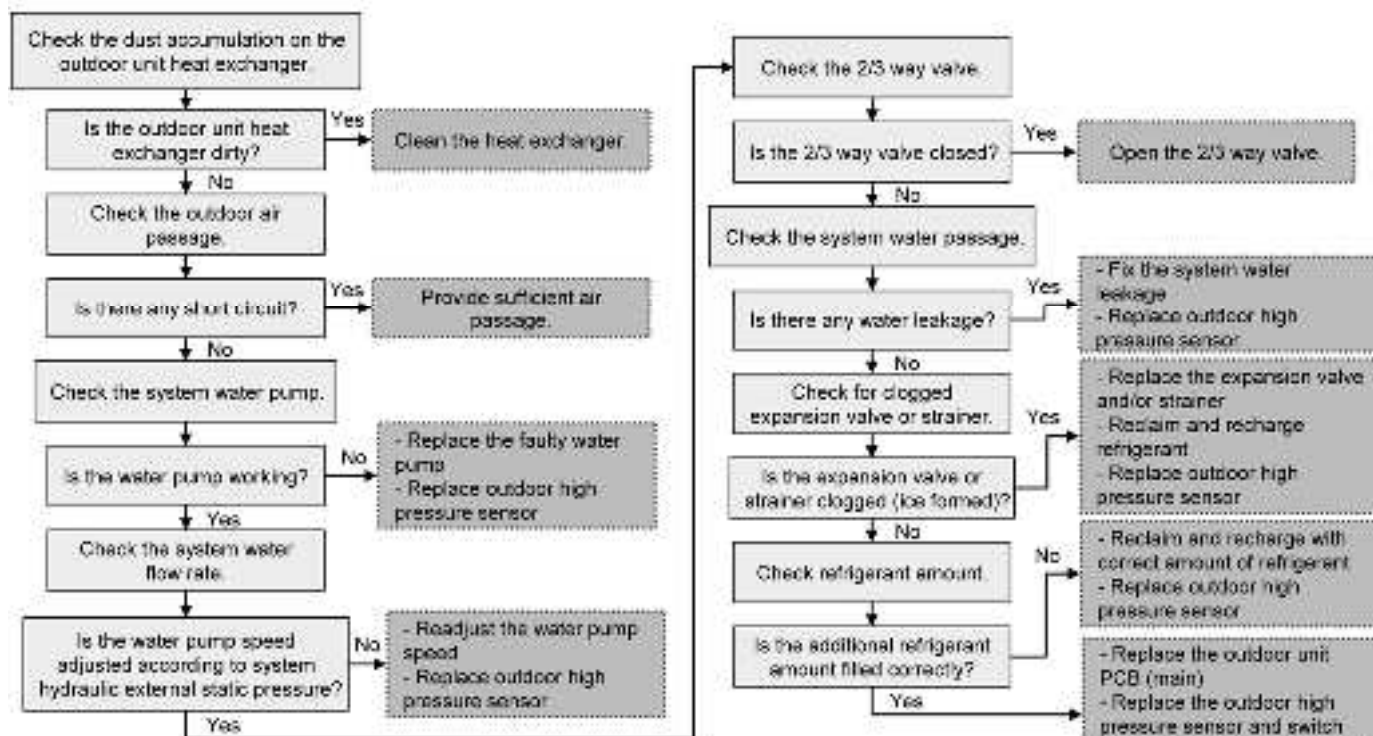 Check the dust accumulation on the
outdoor unit heat exchanger.
Is the outdoor unit heat
exchanger dirty?
Yes
Clean the heat exchanger.
No
Check the outdoor air
passage.
Is there any short circuit?
Yes
Provide sufficient air
passage.
No
Check the system water pump.
Is the water pump working?
No
- Replace the faulty water
pump
- Replace outdoor high
pressure sensor
Yes
Check the system water
flow rate.
Is the water pump speed
adjusted according to system
hydraulic external static pressure?
No
- Readjust the water pump
speed
- Replace outdoor high
pressure sensor
Yes
Check the 2/3 way valve.
Is the 2/3 way valve closed?
Yes
Open the 2/3 way valve.
No
Check the system water passage.
Is there any water leakage?
Yes
- Fix the system water
leakage
- Replace outdoor high
pressure sensor
No
Check for clogged
expansion valve or strainer.
Is the expansion valve or
strainer clogged (ice formed)?
Yes
- Replace the expansion valve
and/or strainer
- Reclaim and recharge
refrigerant
- Replace outdoor high
pressure sensor
No
Check refrigerant amount.
Is the additional refrigerant
amount filled correctly?
No
- Reclaim and recharge with
correct amount of refrigerant
- Replace outdoor high
pressure sensor
Yes
- Replace the outdoor unit
PCB (main)
- Replace the outdoor high
pressure sensor and switch